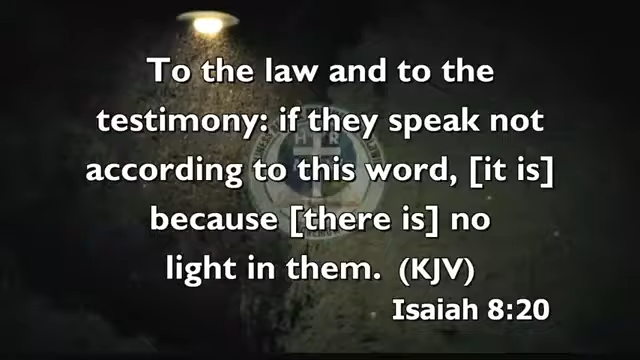 To the law and to the
testimony: if they speak not
according to this word, [it is]
because [there is] no
light in them. (KJV)
Isaiah 8:20
H R